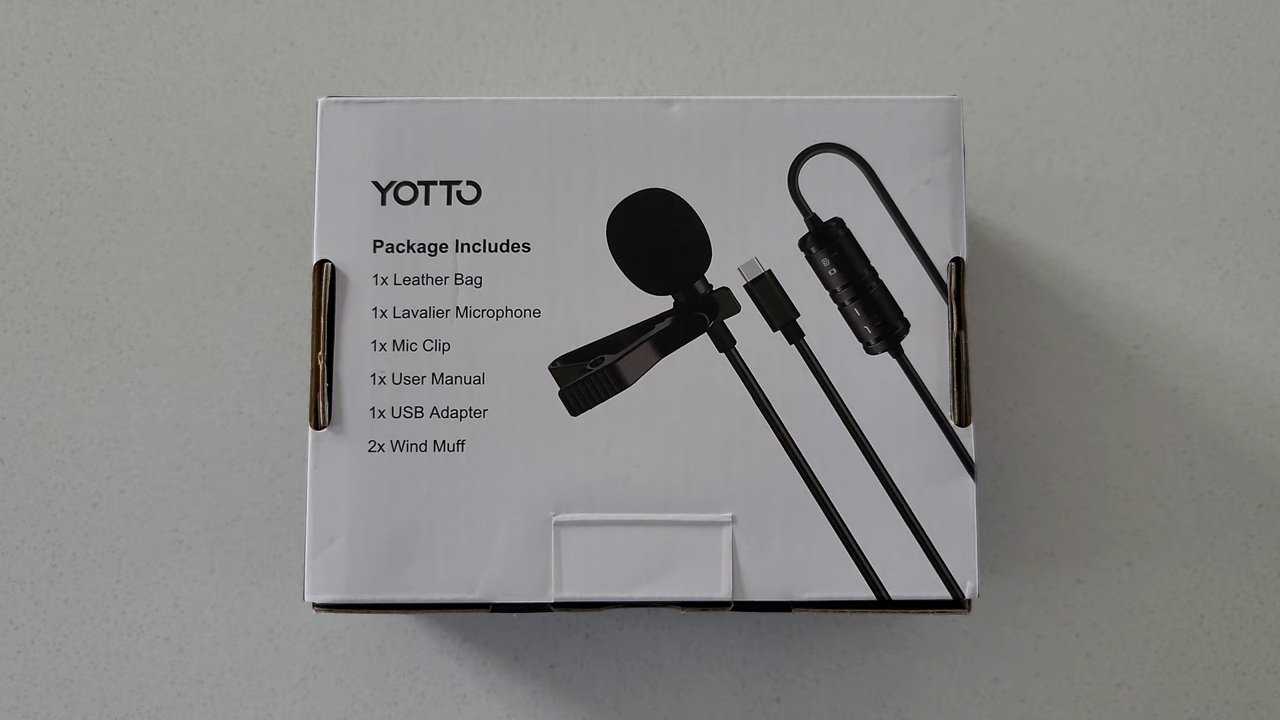 YOTTO
Package Includes
1x Leather Bag
1x Lavalier Microphone
1x Mic Clip
1x User Manual
1x USB Adapter
2x Wind Muff